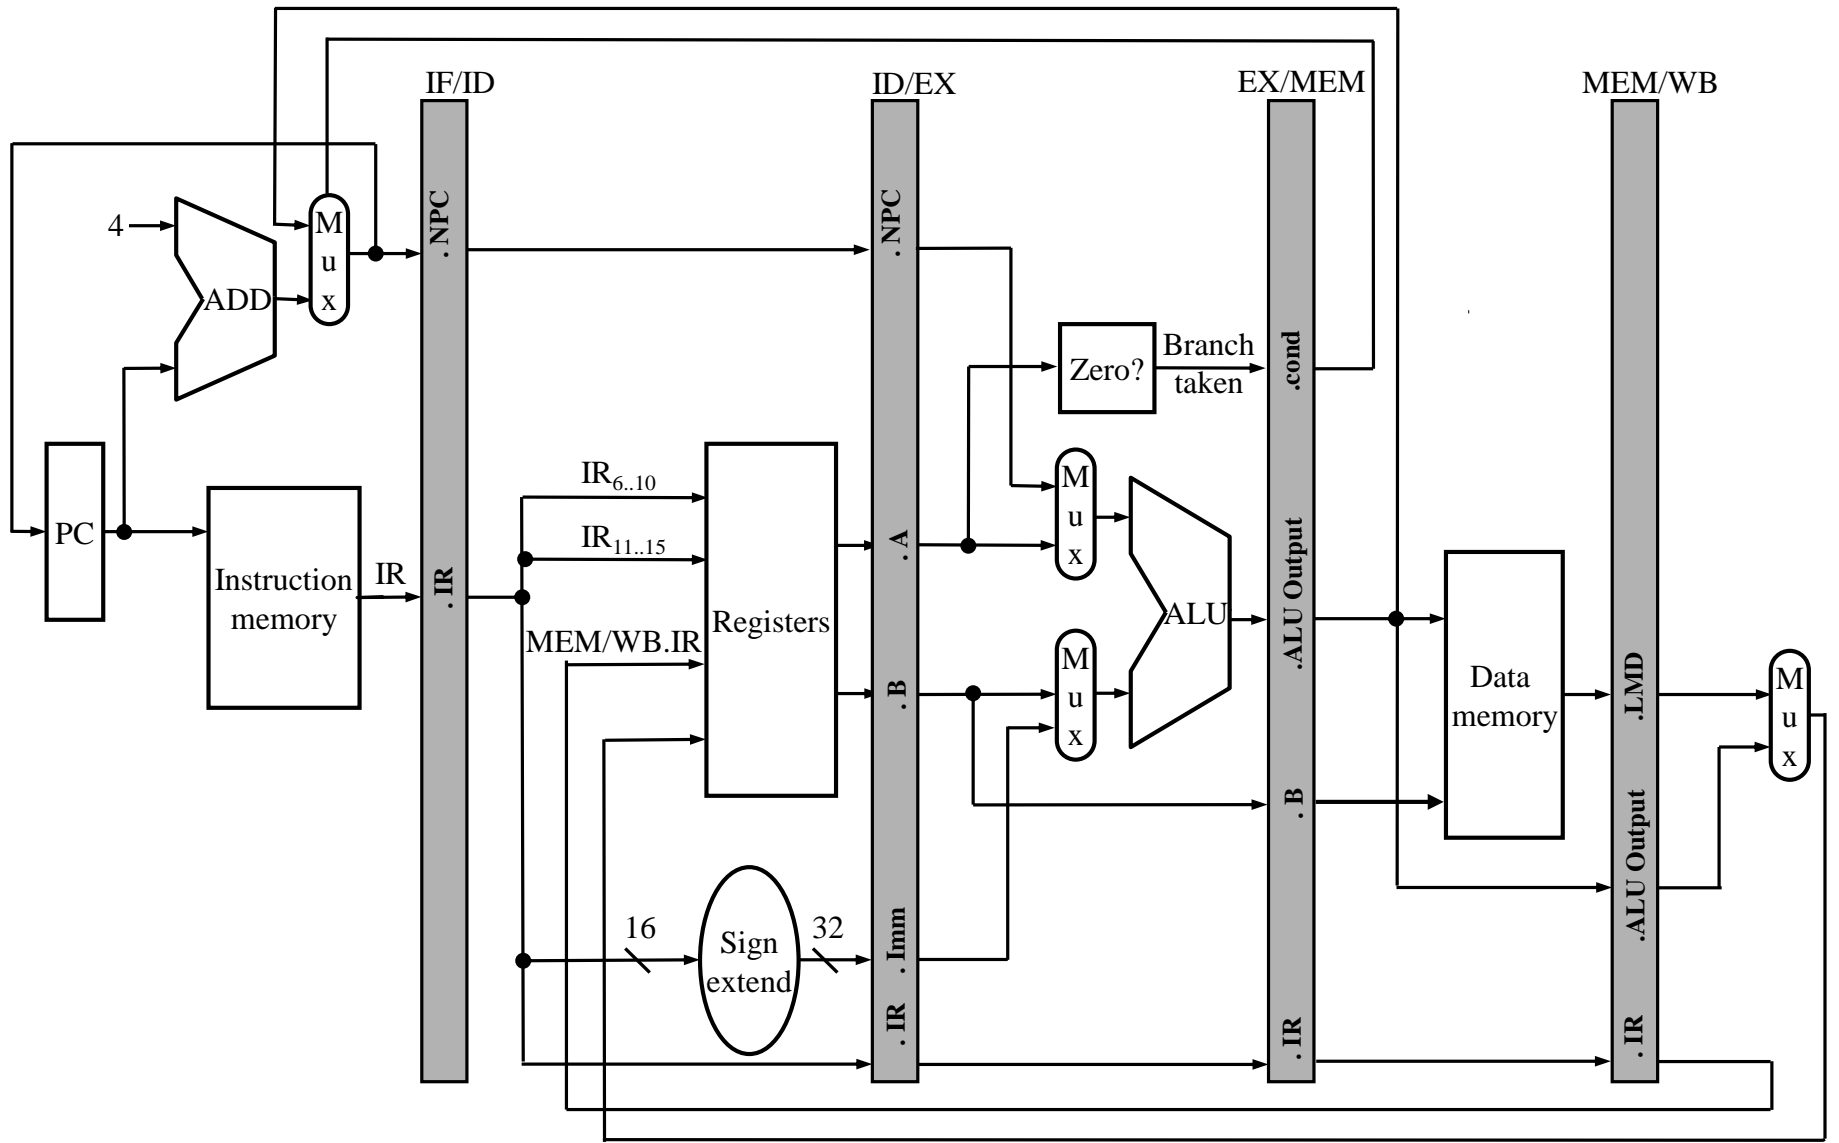 IF/ID
ID/EX
EX/MEM
MEM/WB
4
ADD
M
u
x
. NPC
. NPC
Zero?
Branch
taken
.cond
PC
Instruction
memory
IR
. IR
IR6..10
IR11..15
MEM/WB.IR
Registers
. A
. B
M
u
x
M
u
x
ALU
.ALU Output
. B
Data
memory
.LMD
.ALU Output
M
u
x
16
Sign
extend
32
. Imm
. IR
. IR
. IR